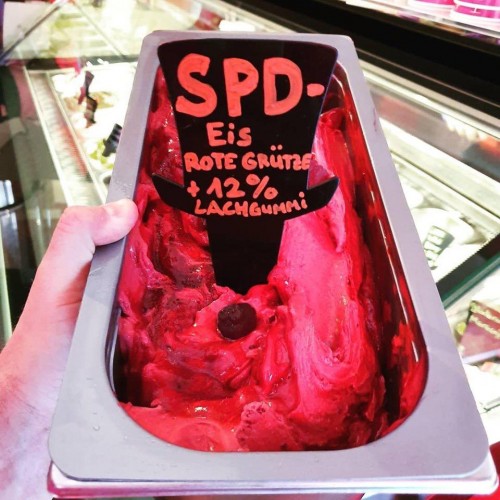 SPD-
Eis
ROTE GRÜTZE
+ 12%
LACHGUMMI